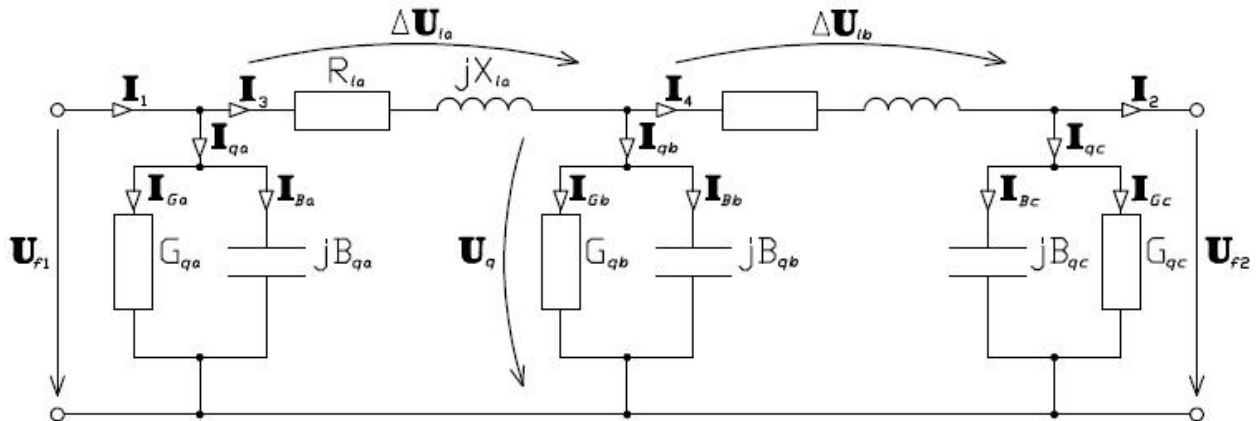 ΔU_la ΔU_lb
R_la jX_la
I_1 I_3 I_4 I_2
I_qa I_qb I_qc
I_Ga I_Ba I_Gb I_Bb I_Bc I_Gc
U_f1 G_qa jB_qa U_q G_qb jB_qb jB_qc G_qc U_f2